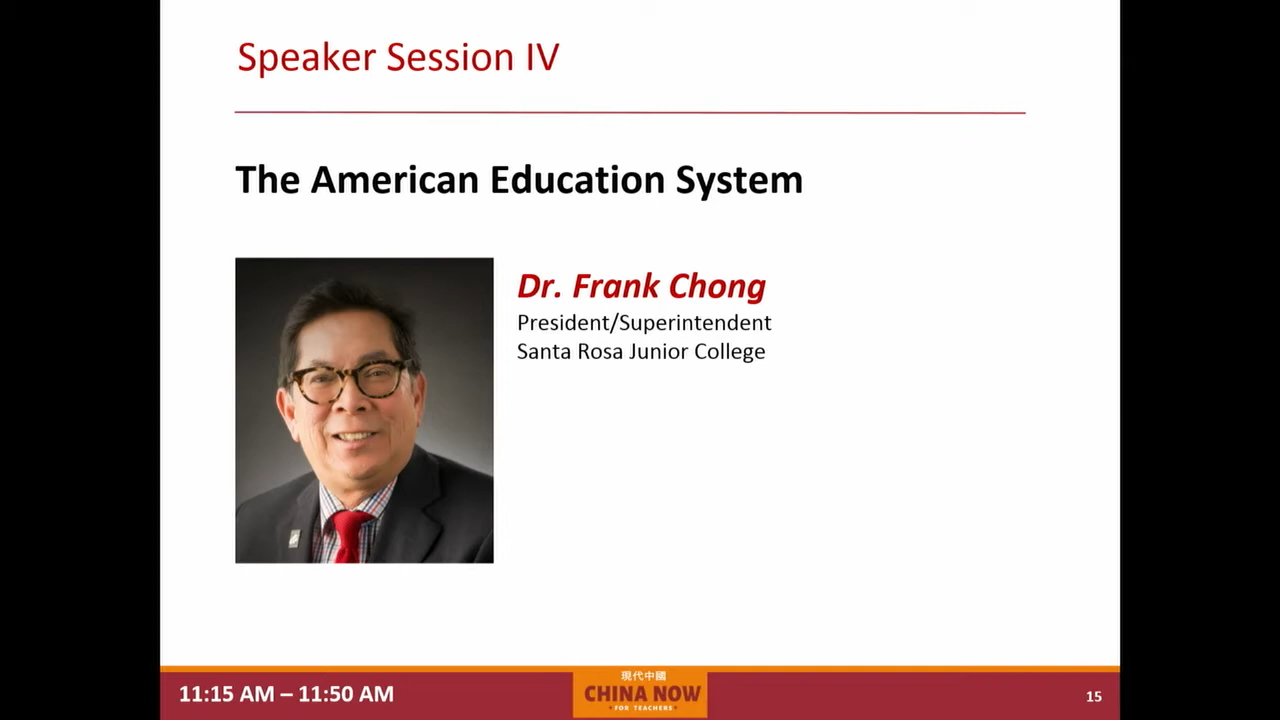 Speaker Session IV
The American Education System
Dr. Frank Chong
President/Superintendent
Santa Rosa Junior College
11:15 AM – 11:50 AM
現代中國
CHINA NOW
• FOR TEACHERS •
15